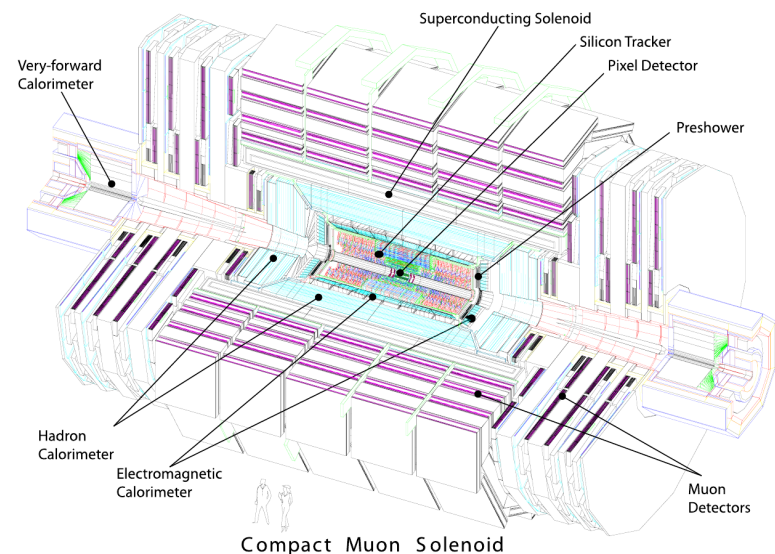 Superconducting Solenoid
Silicon Tracker
Pixel Detector
Very-forward
Calorimeter
Preshower
Hadron
Calorimeter
Electromagnetic
Calorimeter
Muon
Detectors
Compact Muon Solenoid